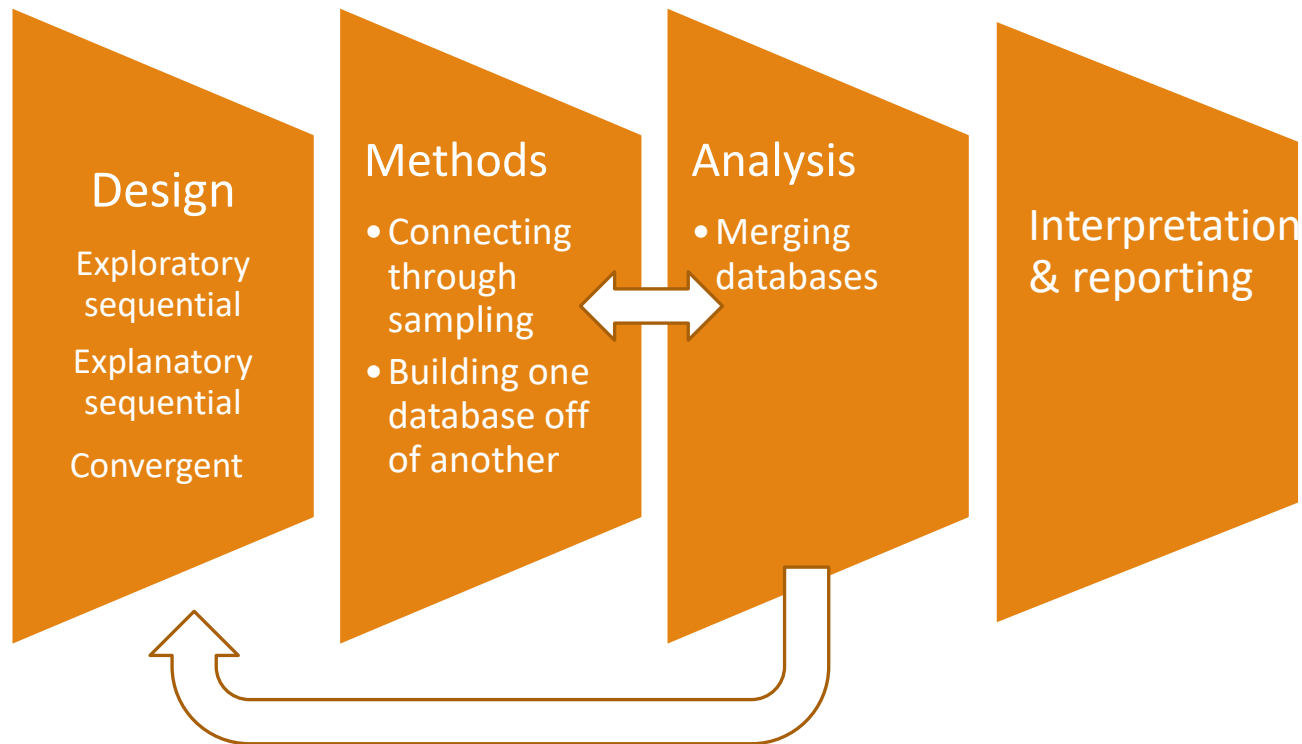 Design
Exploratory
sequential
Explanatory
sequential
Convergent
Methods
• Connecting
through
sampling
• Building one
database off
of another
Analysis
• Merging
databases
Interpretation
& reporting